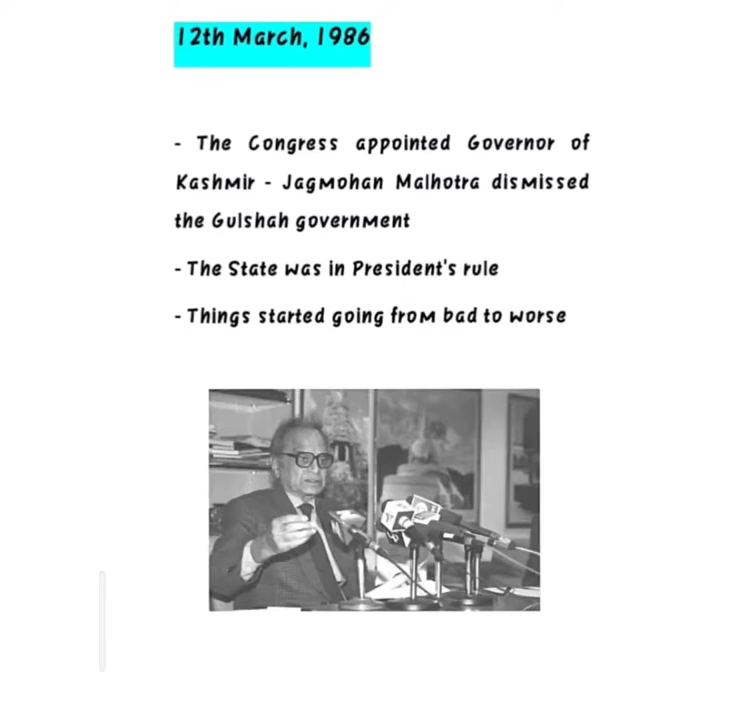 12th March, 1986
- The Congress appointed Governor of
Kashmir - Jagmohan Malhotra dismissed
the Gulshah government
- The State was in President's rule
- Things started going from bad to worse